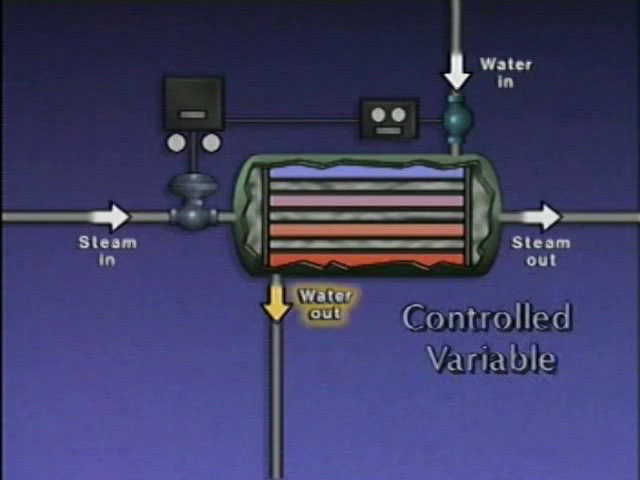 Water
in
Steam
in
Steam
out
Water
out
Controlled
Variable